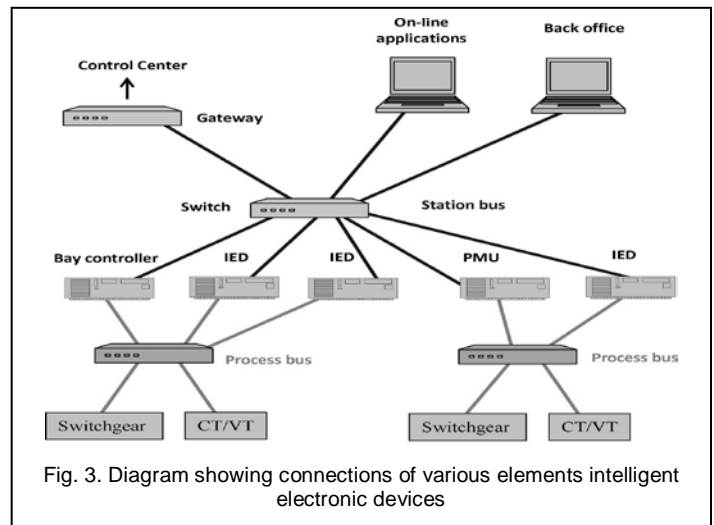 On-line
applications
Back office
Control Center
Gateway
Switch
Station bus
Bay controller
IED
IED
PMU
IED
Process bus
Process bus
Switchgear
CT/VT
Switchgear
CT/VT
Fig. 3. Diagram showing connections of various elements intelligent
electronic devices